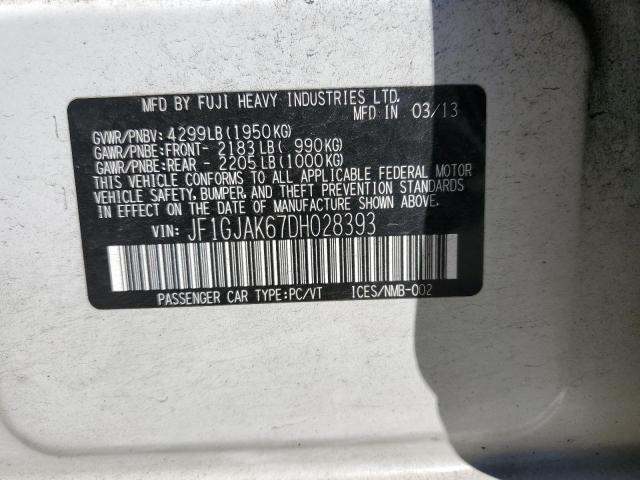 MFD BY FUJI HEAVY INDUSTRIES LTD.
MFD IN 03/13
GVWR/PNBV: 4299LB(1950KG)
GAWR/PNBE:FRONT- 2183LB( 990KG)
GAWR/PNBE:REAR - 2205LB(1000KG)
THIS VEHICLE CONFORMS TO ALL APPLICABLE FEDERAL MOTOR
VEHICLE SAFETY, BUMPER, AND THEFT PREVENTION STANDARDS
IN EFFECT ON THE DATE OF MANUFACTURE SHOWN ABOVE.
VIN: JF1GJAK67DH028393
PASSENGER CAR TYPE:PC/VT ICES/NMB-002